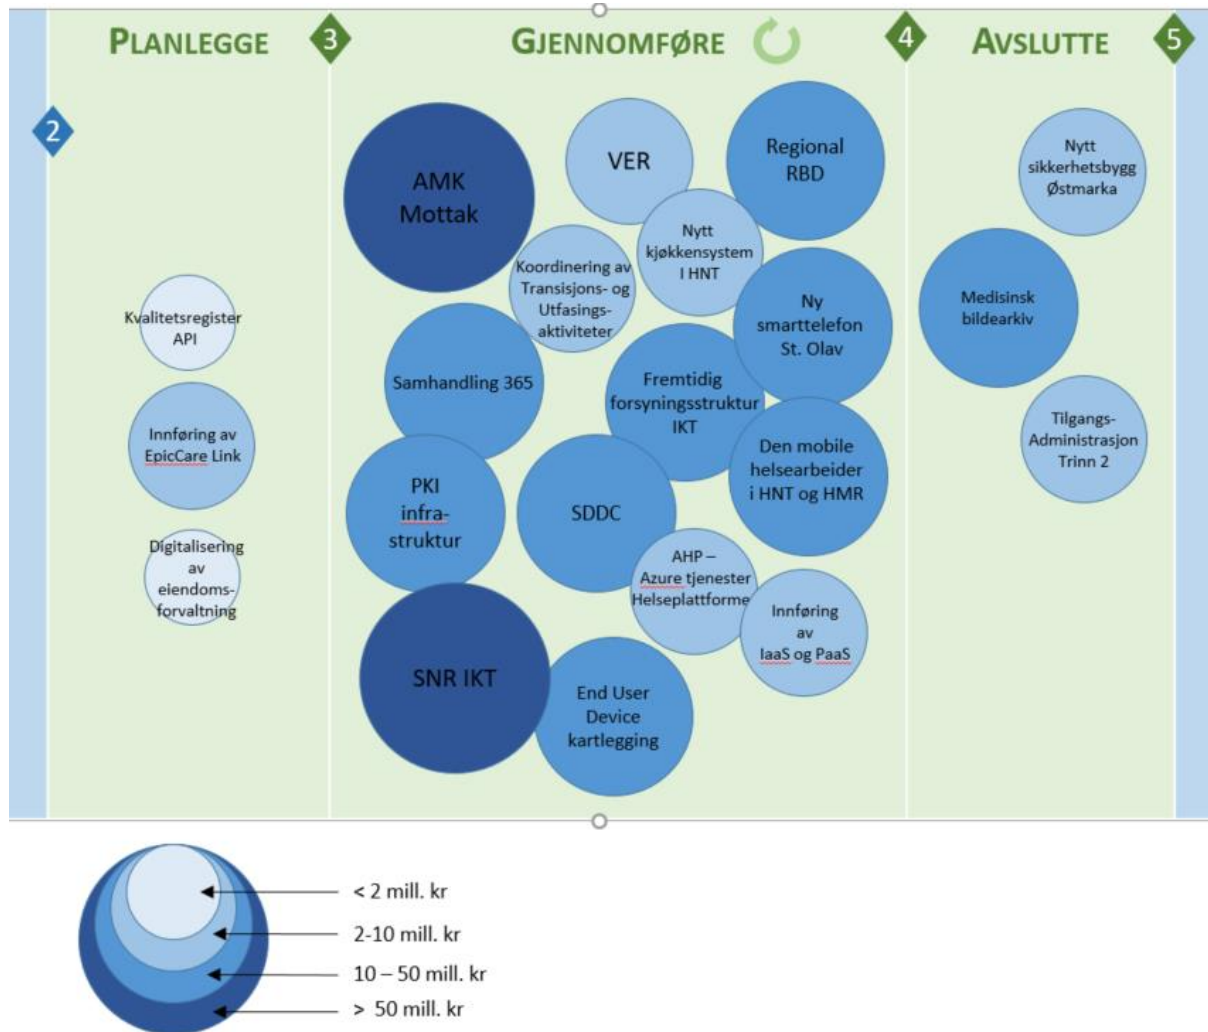 PLANLEGGE
3
GJENNOMFØRE
4
AVSLUTTE
5
2
Kvalitetsregister
API
Innføring av
EpicCare Link
Digitalisering
av
eiendoms-
forvaltning
AMK
Mottak
VER
Regional
RBD
Nytt
kjøkkensystem
I HNT
Koordinering av
Transisjons- og
Utfasings-
aktiviteter
Ny
smarttelefon
St. Olav
Samhandling 365
Fremtidig
forsyningsstruktur
IKT
Den mobile
helsearbeider
i HNT og HMR
PKI
infra-
struktur
SDDC
AHP –
Azure tjenester
Helseplattforme
Innføring
av
IaaS og PaaS
SNR IKT
End User
Device
kartlegging
Nytt
sikkerhetsbygg
Østmarka
Medisinsk
bildearkiv
Tilgangs-
Administrasjon
Trinn 2
< 2 mill. kr
2-10 mill. kr
10 – 50 mill. kr
> 50 mill. kr